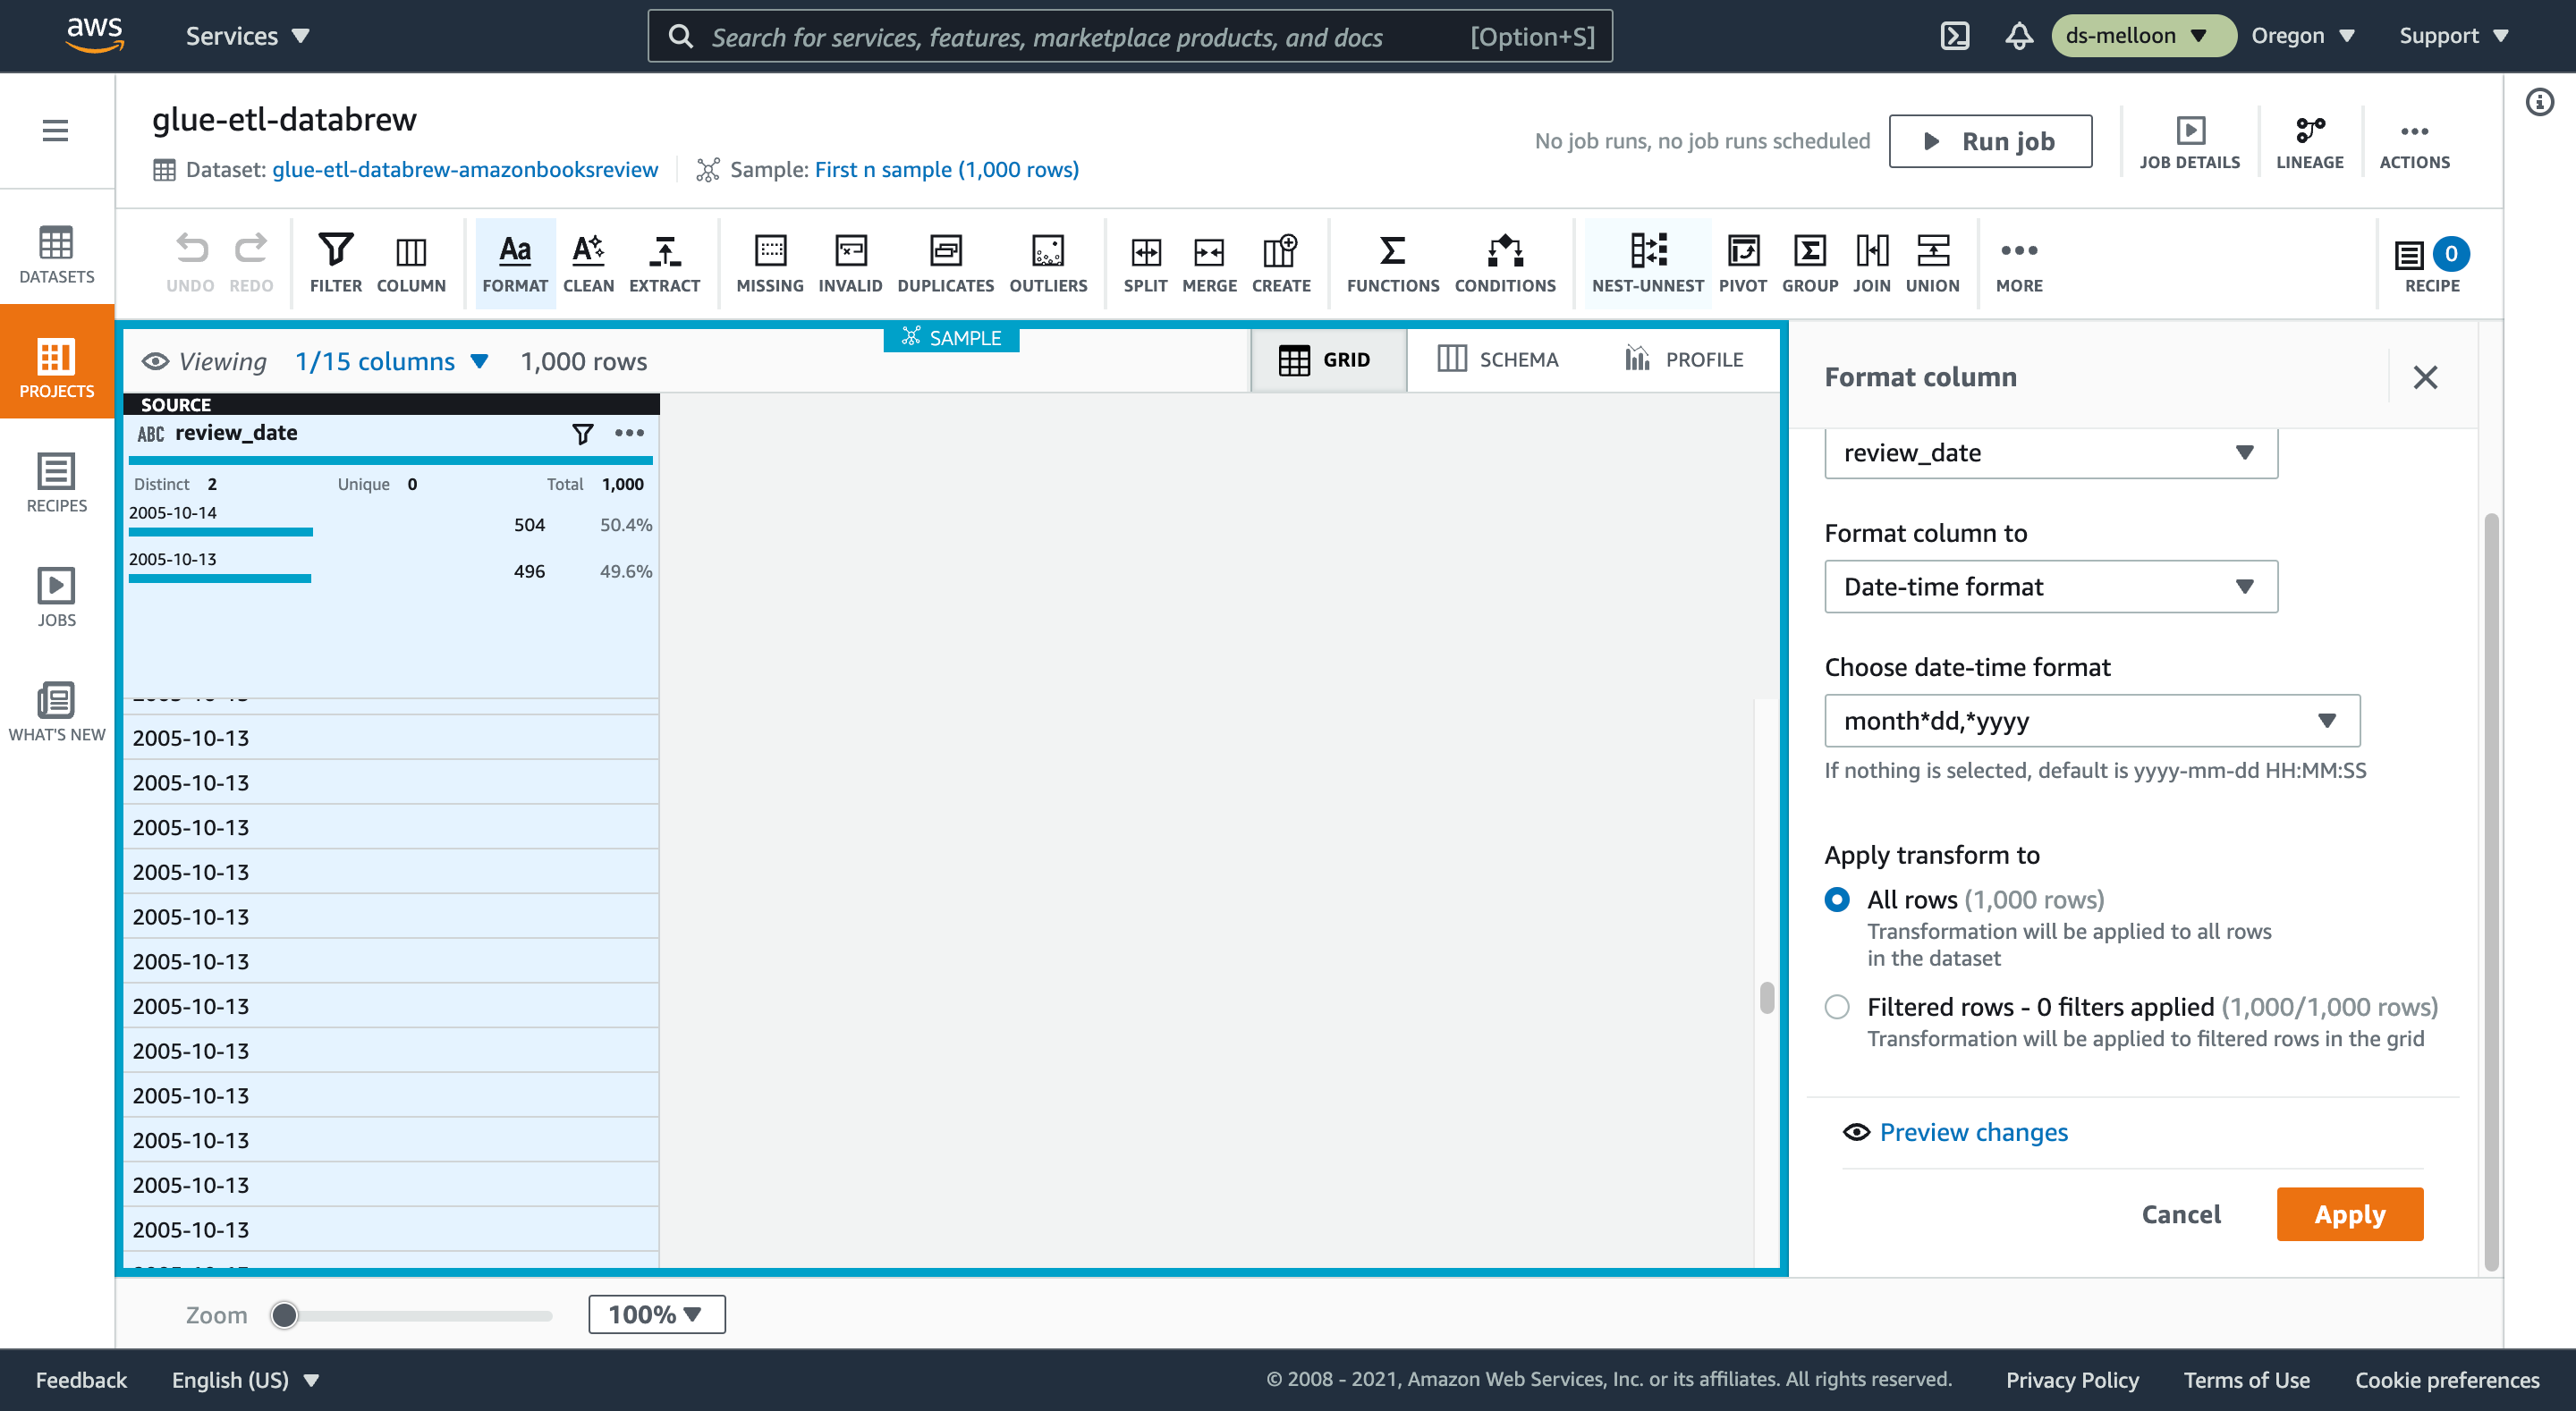 aws
Services
Search for services, features, marketplace products, and docs [Option+S]
ds-melloon
Oregon
Support
glue-etl-databrew
Dataset: glue-etl-databrew-amazonbooksreview
Sample: First n sample (1,000 rows)
No job runs, no job runs scheduled
Run job
JOB DETAILS
LINEAGE
ACTIONS
DATASETS
PROJECTS
RECIPES
JOBS
WHAT'S NEW
UNDO
REDO
FILTER
COLUMN
Aa
FORMAT
A
CLEAN
EXTRACT
MISSING
INVALID
DUPLICATES
OUTLIERS
SPLIT
MERGE
CREATE
FUNCTIONS
CONDITIONS
NEST-UNNEST
PIVOT
GROUP
JOIN
UNION
MORE
0
RECIPE
Viewing 1/15 columns 1,000 rows
SAMPLE
GRID
SCHEMA
PROFILE
SOURCE
ABC review_date
Distinct 2 Unique 0 Total 1,000
2005-10-14 504 50.4%
2005-10-13 496 49.6%
2005-10-13
2005-10-13
2005-10-13
2005-10-13
2005-10-13
2005-10-13
2005-10-13
2005-10-13
2005-10-13
2005-10-13
2005-10-13
2005-10-13
Format column
review_date
Format column to
Date-time format
Choose date-time format
month*dd,*yyyy
If nothing is selected, default is yyyy-mm-dd HH:MM:SS
Apply transform to
All rows (1,000 rows)
Transformation will be applied to all rows
in the dataset
Filtered rows - 0 filters applied (1,000/1,000 rows)
Transformation will be applied to filtered rows in the grid
Preview changes
Cancel
Apply
Zoom
100%
Feedback
English (US)
© 2008 - 2021, Amazon Web Services, Inc. or its affiliates. All rights reserved.
Privacy Policy
Terms of Use
Cookie preferences